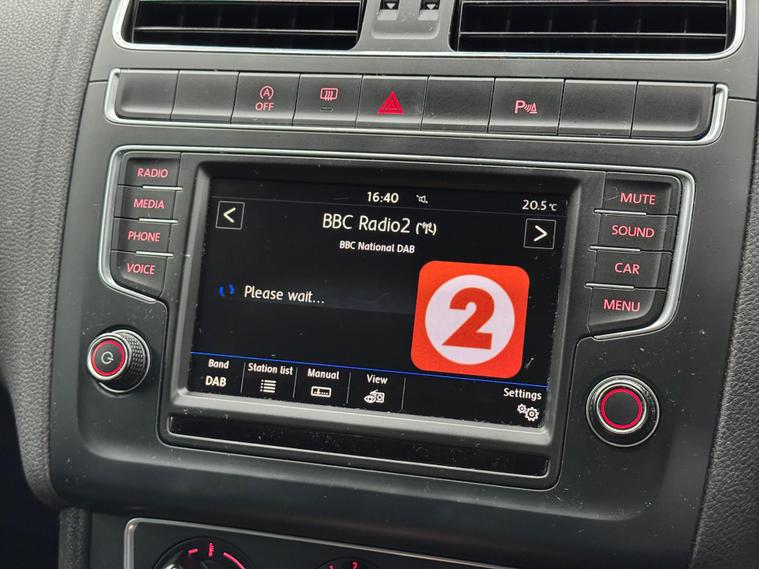 A
OFF
P
RADIO
MEDIA
PHONE
VOICE
16:40
20.5°C
<
BBC Radio2
>
BBC National DAB
Please wait...
2
Band
DAB
Station list
Manual
View
Settings
MUTE
SOUND
CAR
MENU
2